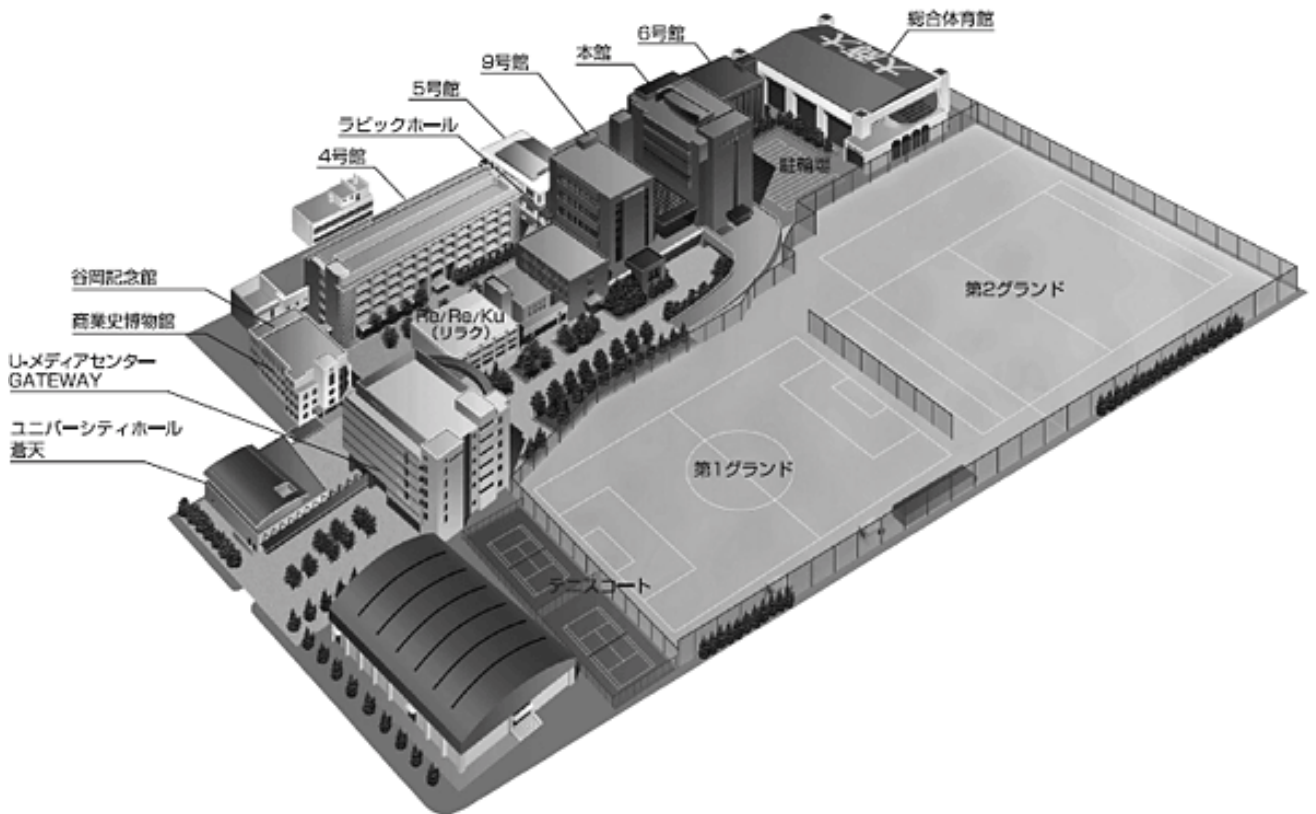 総合体育館
6号館
本館
9号館
5号館
ラビックホール
4号館
駐輪場
谷岡記念館
商業史博物館
Re/Ra/Ku
(リラク)
第2グランド
U-メディアセンター
GATEWAY
ユニバーシティホール
蒼天
第1グランド
テニスコート